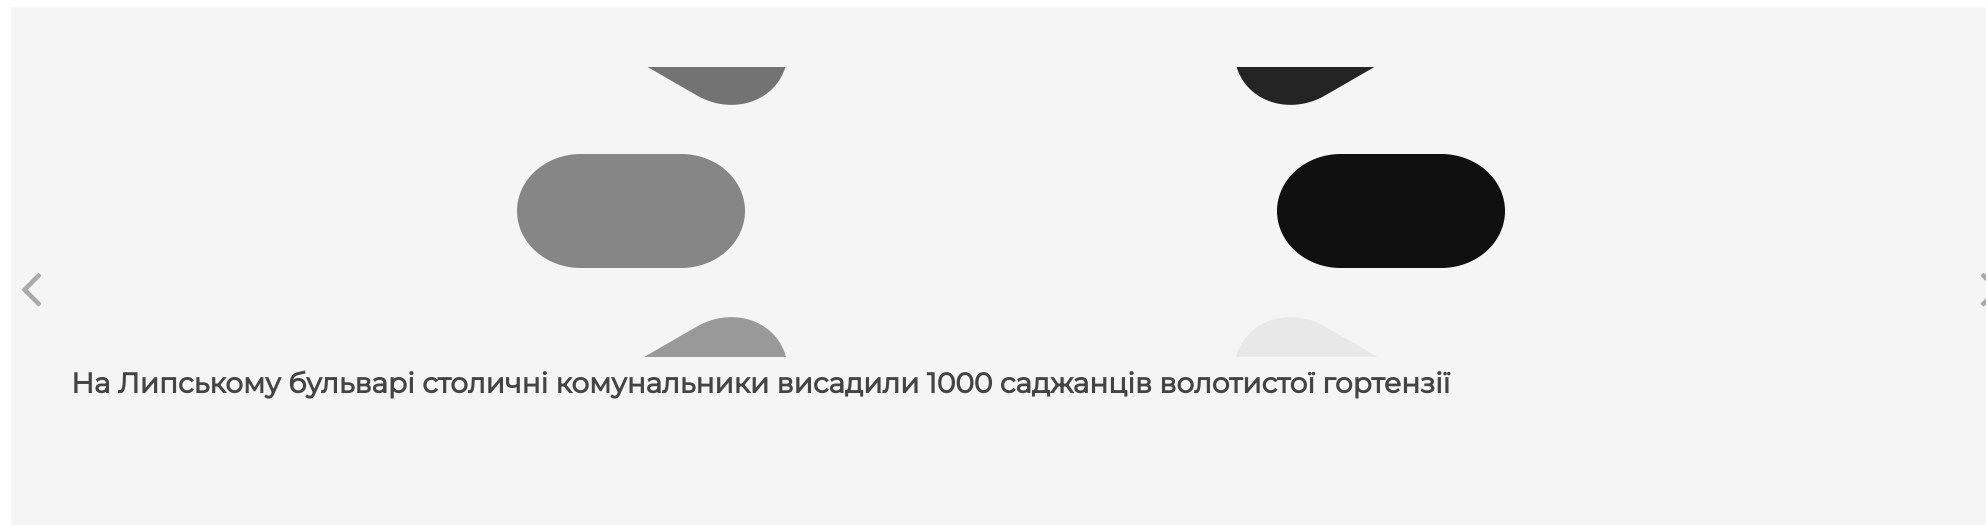 На Липському бульварі столичні комунальники висадили 1000 саджанців волотистої гортензії